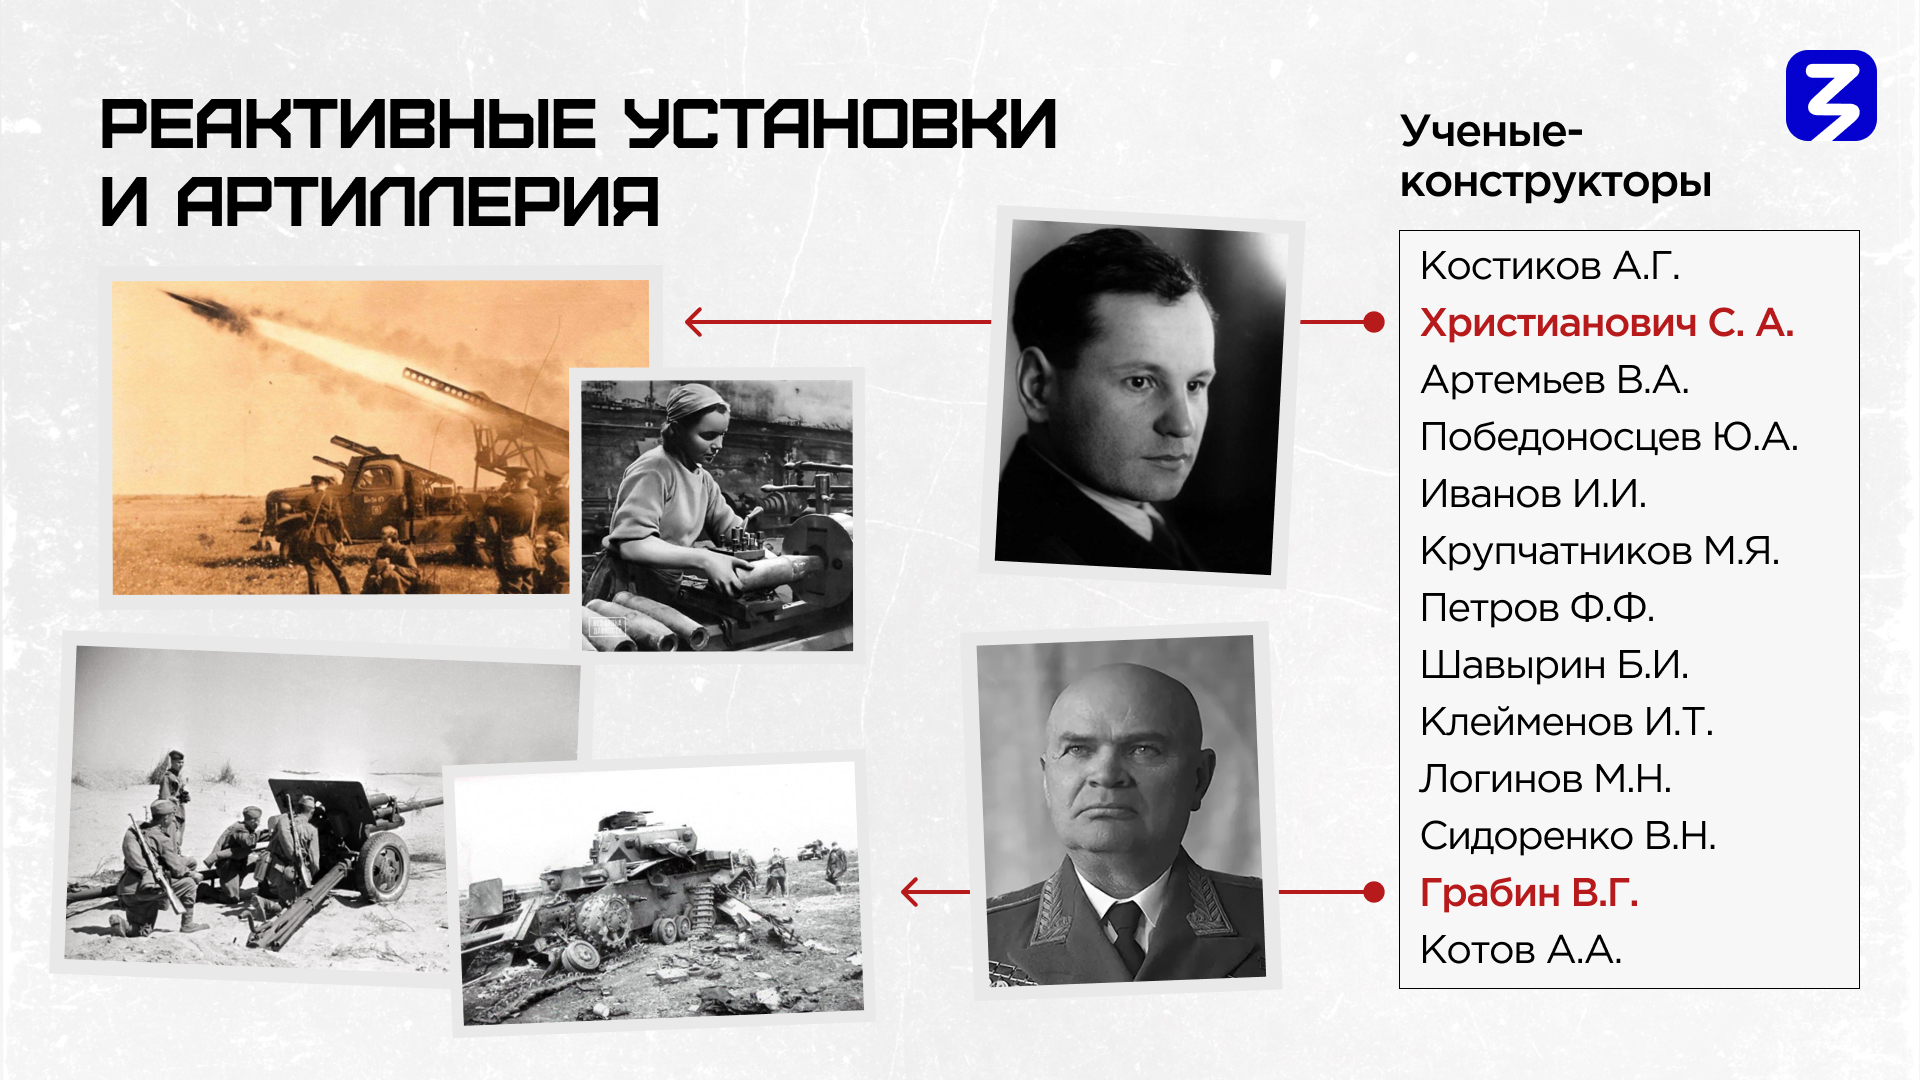 РЕАКТИВНЫЕ УСТАНОВКИ
И АРТИЛЛЕРИЯ
Ученые-
конструкторы
Костиков А.Г.
Христианович С. А.
Артемьев В.А.
Победоносцев Ю.А.
Иванов И.И.
Крупчатников М.Я.
Петров Ф.Ф.
Шавырин Б.И.
Клейменов И.Т.
Логинов М.Н.
Сидоренко В.Н.
Грабин В.Г.
Котов А.А.